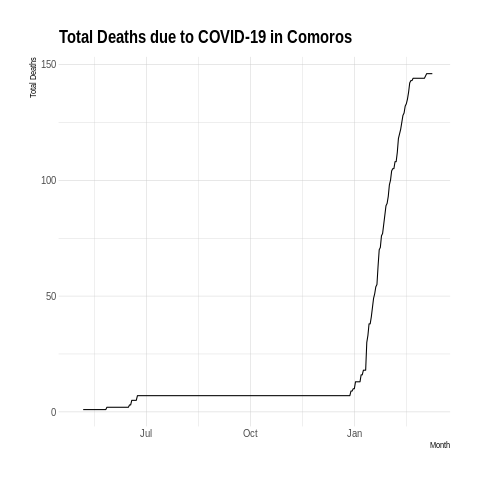 Total Deaths due to COVID-19 in Comoros
Total Deaths
150
100
50
0
Jul Oct Jan
Month